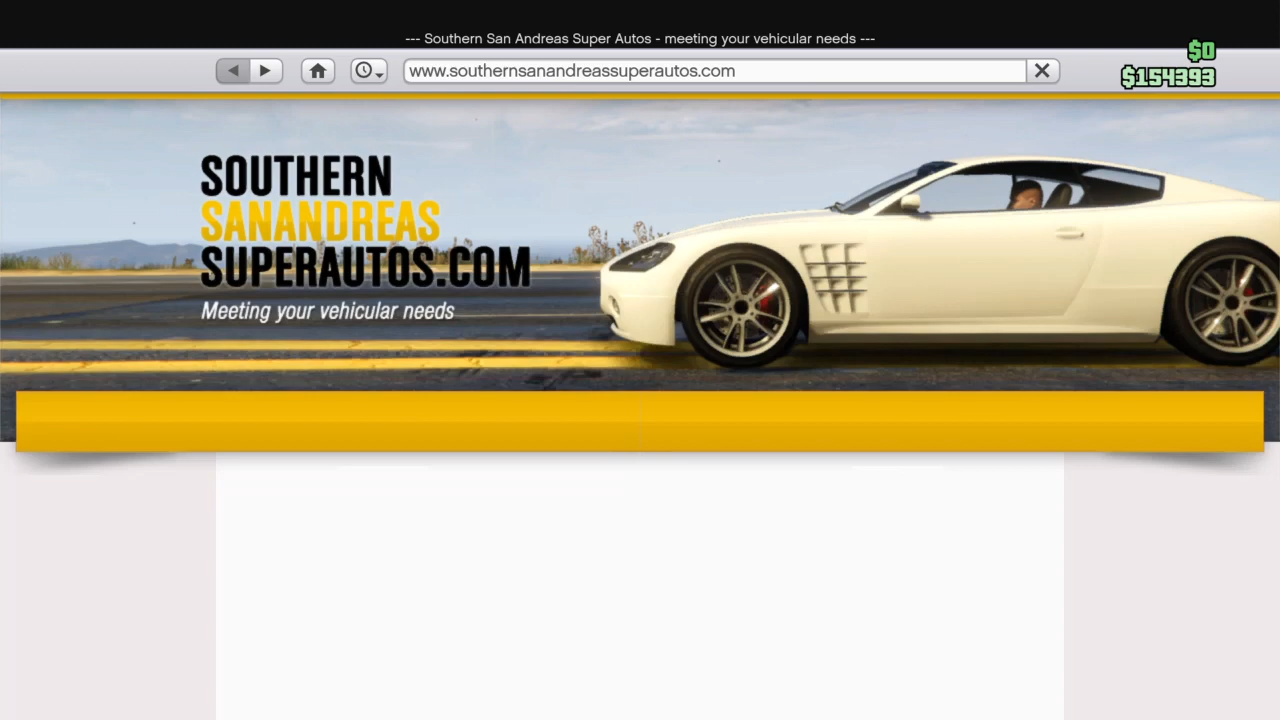 --- Southern San Andreas Super Autos - meeting your vehicular needs ---
$0
www.southernsanandreassuperautos.com
$154393
SOUTHERN
SANANDREAS
SUPERAUTOS.COM
Meeting your vehicular needs